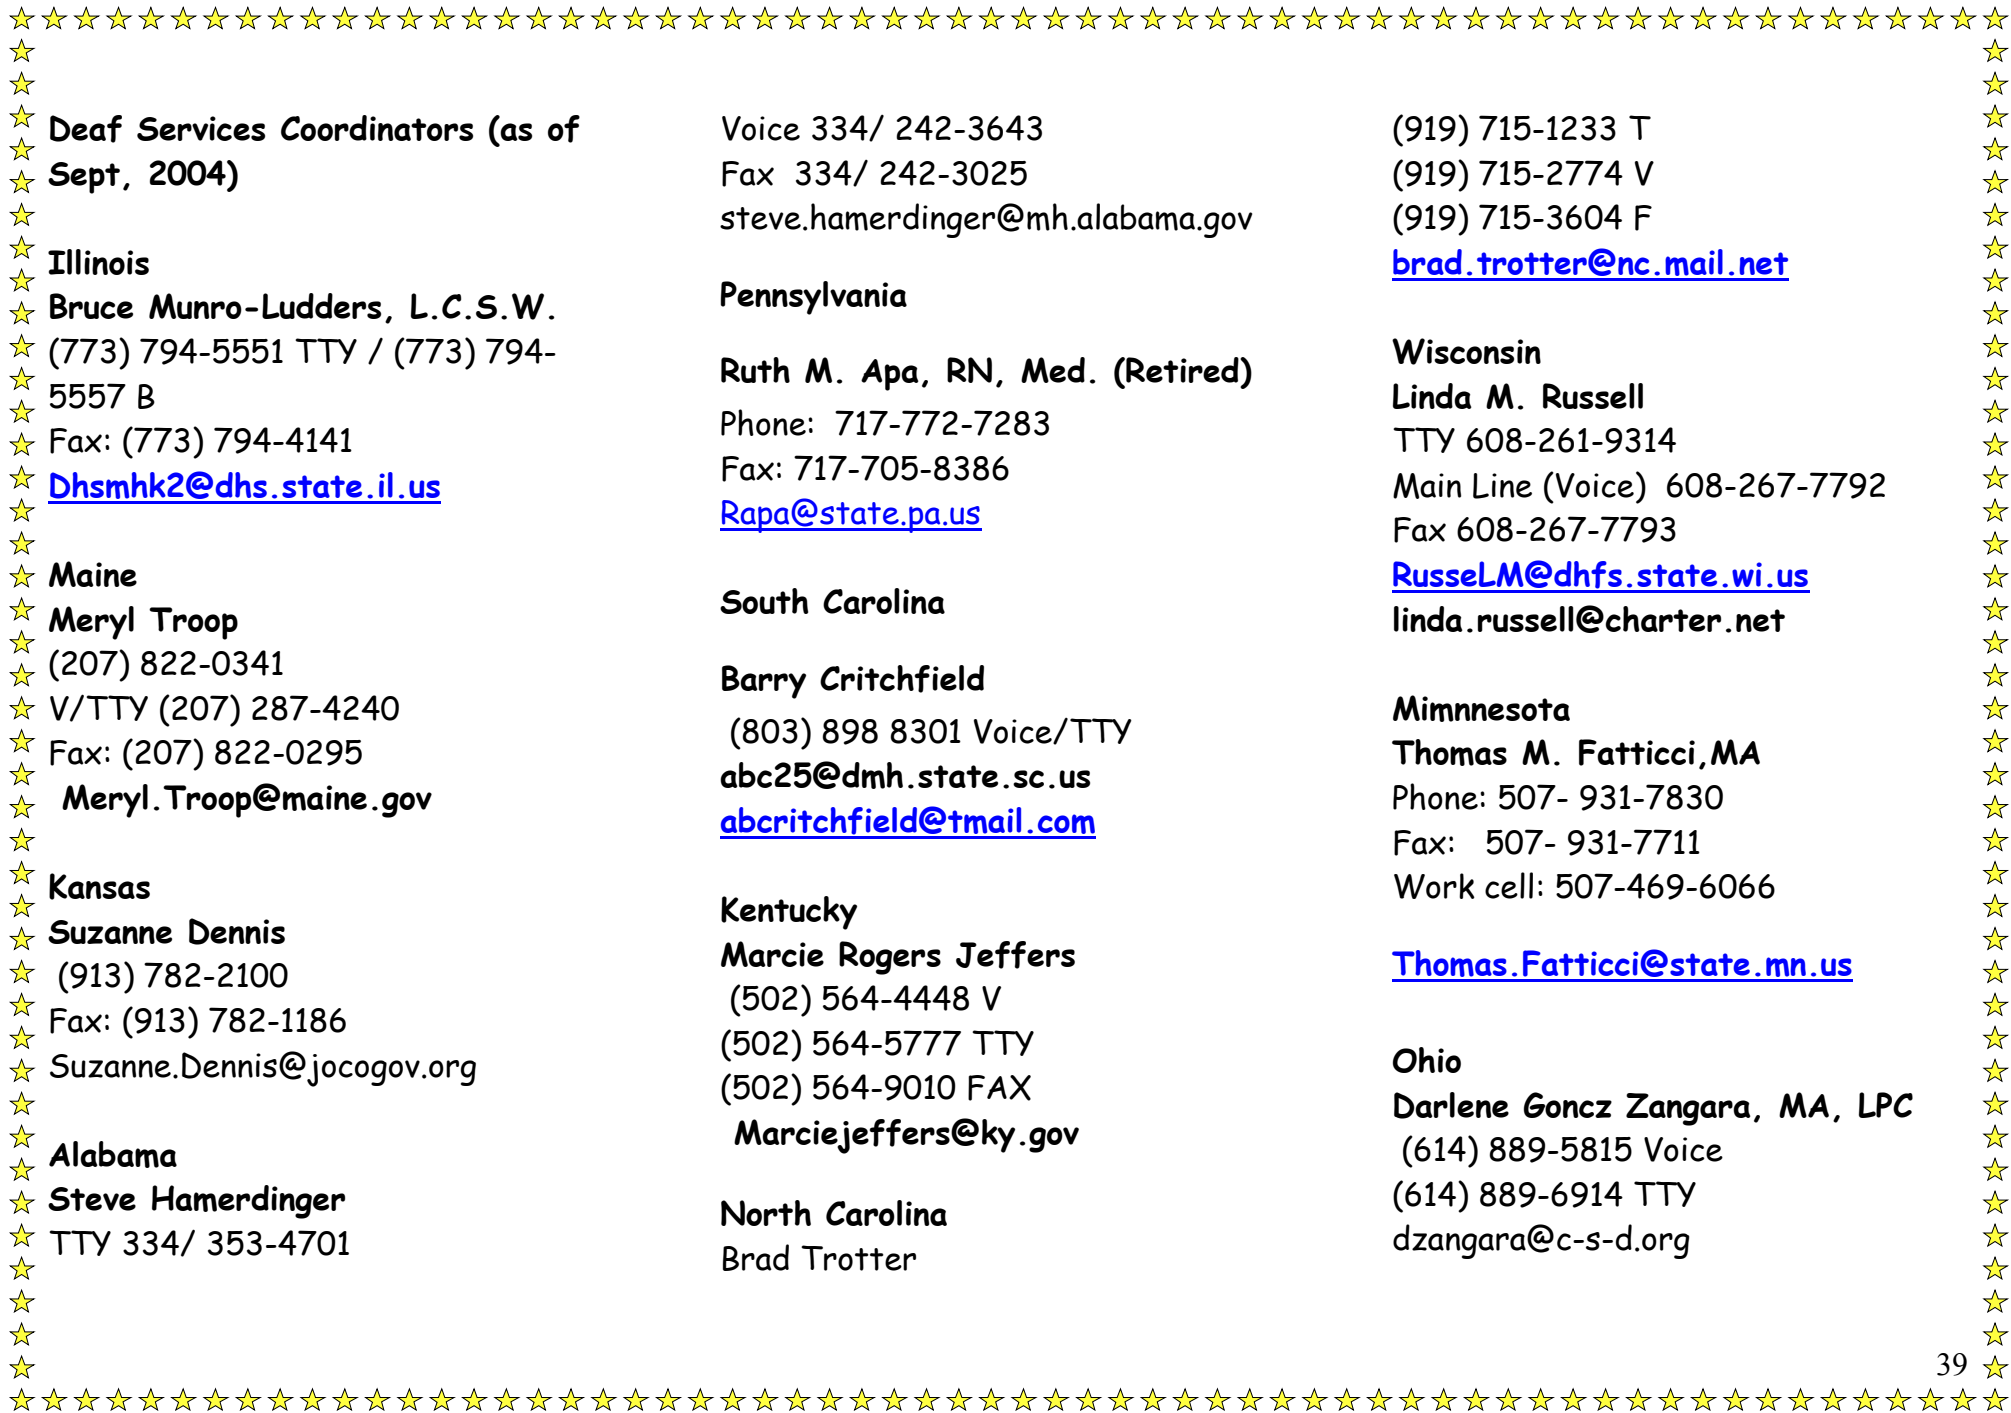 Deaf Services Coordinators (as of
Sept, 2004)
Illinois
Bruce Munro-Ludders, L.C.S.W.
(773) 794-5551 TTY / (773) 794-
5557 B
Fax: (773) 794-4141
Dhsmhk2@dhs.state.il.us
Maine
Meryl Troop
(207) 822-0341
V/TTY (207) 287-4240
Fax: (207) 822-0295
Meryl.Troop@maine.gov
Kansas
Suzanne Dennis
(913) 782-2100
Fax: (913) 782-1186
Suzanne.Dennis@jocogov.org
Alabama
Steve Hamerdinger
TTY 334/ 353-4701
Voice 334/ 242-3643
Fax 334/ 242-3025
steve.hamerdinger@mh.alabama.gov
Pennsylvania
Ruth M. Apa, RN, Med. (Retired)
Phone: 717-772-7283
Fax: 717-705-8386
Rapa@state.pa.us
South Carolina
Barry Critchfield
(803) 898 8301 Voice/TTY
abc25@dmh.state.sc.us
abcritchfield@tmail.com
Kentucky
Marcie Rogers Jeffers
(502) 564-4448 V
(502) 564-5777 TTY
(502) 564-9010 FAX
Marciejeffers@ky.gov
North Carolina
Brad Trotter
(919) 715-1233 T
(919) 715-2774 V
(919) 715-3604 F
brad.trotter@nc.mail.net
Wisconsin
Linda M. Russell
TTY 608-261-9314
Main Line (Voice) 608-267-7792
Fax 608-267-7793
RusseLM@dhfs.state.wi.us
linda.russell@charter.net
Mimnnesota
Thomas M. Fatticci,MA
Phone: 507- 931-7830
Fax: 507- 931-7711
Work cell: 507-469-6066
Thomas.Fatticci@state.mn.us
Ohio
Darlene Goncz Zangara, MA, LPC
(614) 889-5815 Voice
(614) 889-6914 TTY
dzangara@c-s-d.org
39